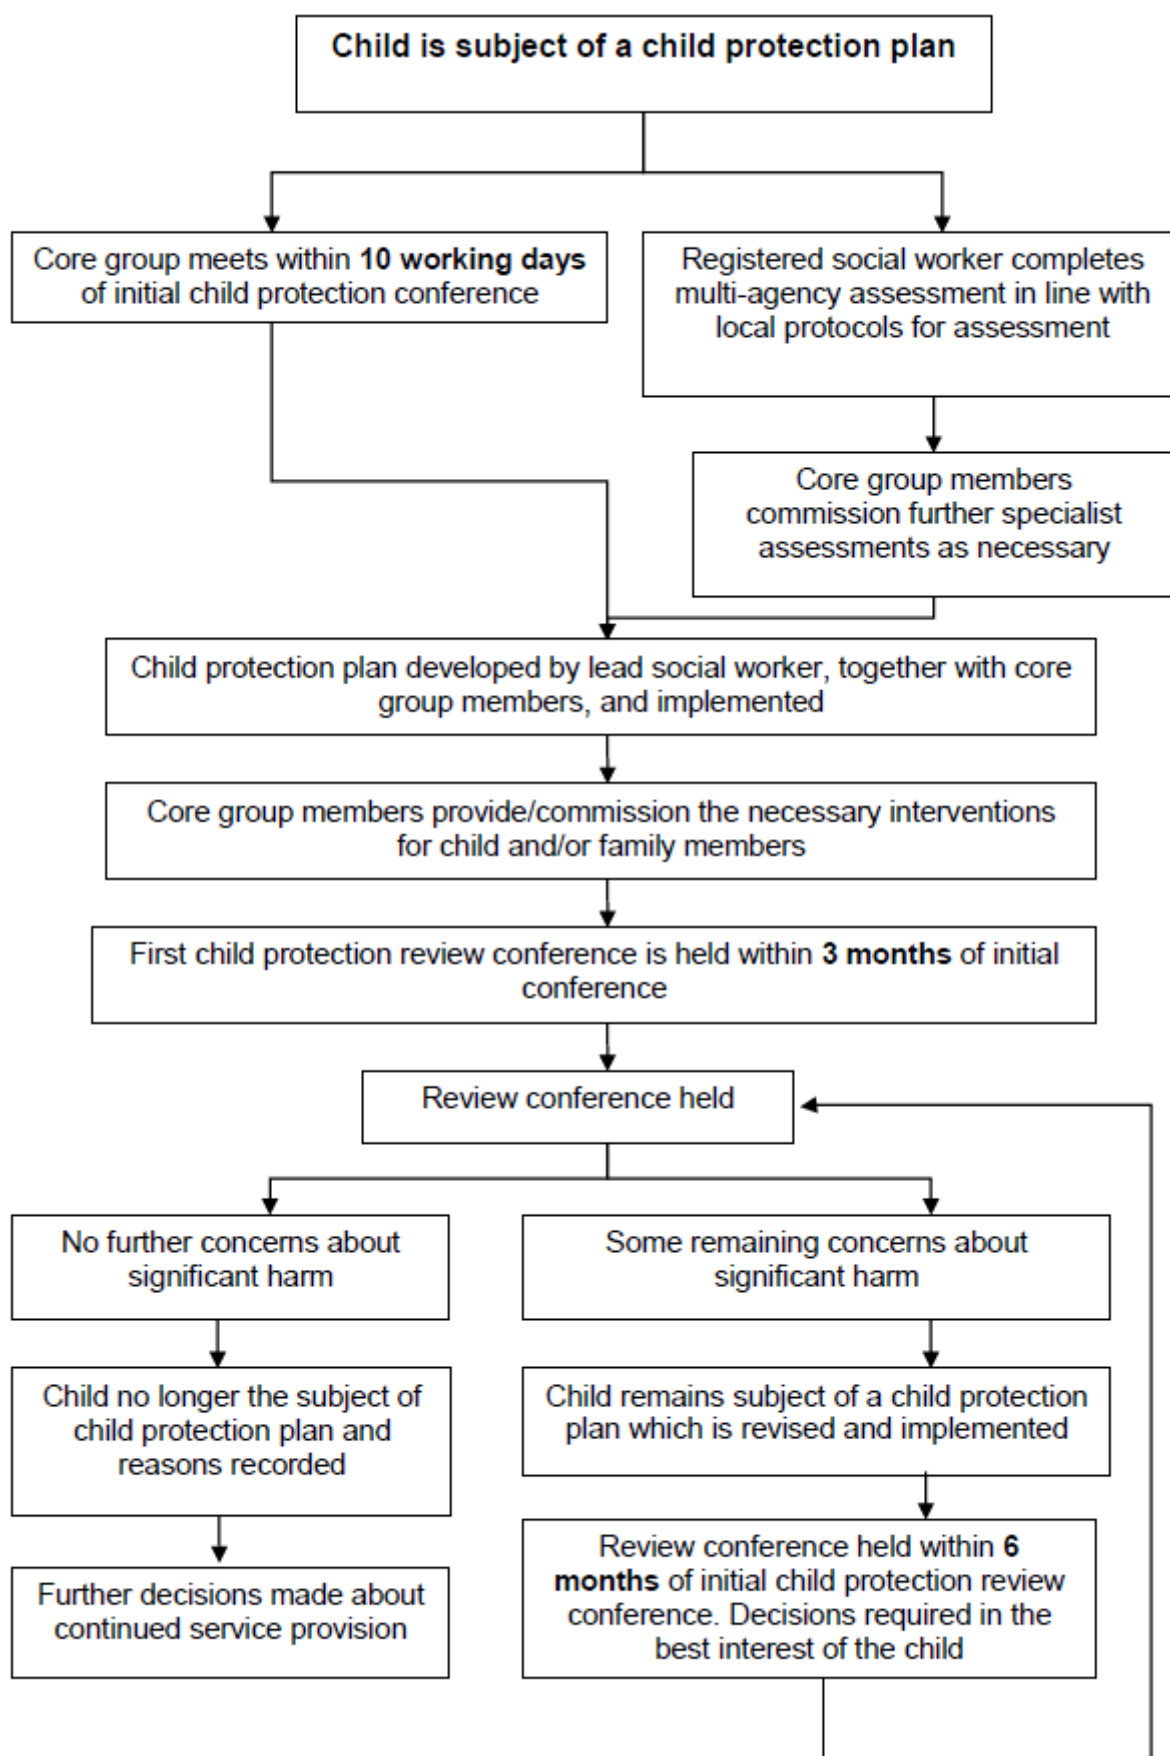 Child is subject of a child protection plan
Core group meets within 10 working days
of initial child protection conference
Registered social worker completes
multi-agency assessment in line with
local protocols for assessment
Core group members
commission further specialist
assessments as necessary
Child protection plan developed by lead social worker, together with core
group members, and implemented
Core group members provide/commission the necessary interventions
for child and/or family members
First child protection review conference is held within 3 months of initial
conference
Review conference held
No further concerns about
significant harm
Some remaining concerns about
significant harm
Child no longer the subject of
child protection plan and
reasons recorded
Child remains subject of a child protection
plan which is revised and implemented
Further decisions made about
continued service provision
Review conference held within 6
months of initial child protection review
conference. Decisions required in the
best interest of the child